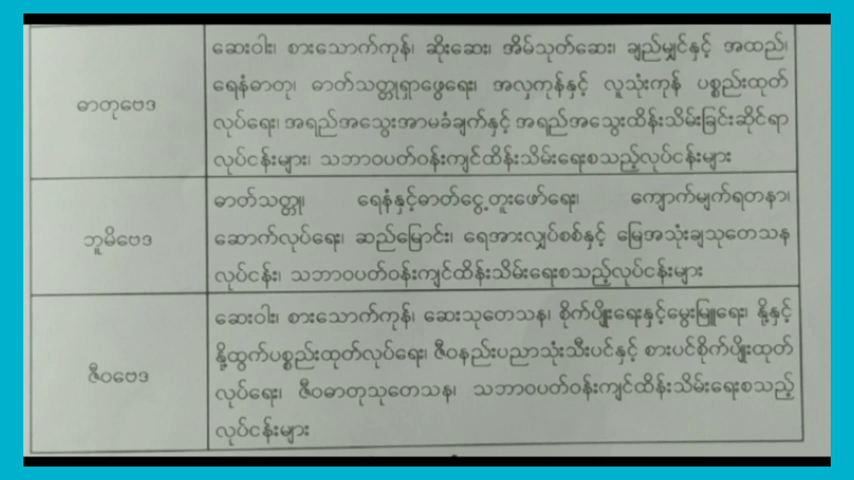 ဓာတုဗေဒ
ဆေးဝါး၊ စားသောက်ကုန်၊ ဆိုးဆေး၊ အိမ်သုတ်ဆေး၊ ချည်မျှင်နှင့် အထည်၊
ရေနံဓာတု၊ ဓာတ်သတ္တုရှာဖွေရေး၊ အလှကုန်နှင့် လူသုံးကုန် ပစ္စည်းထုတ်
လုပ်ရေး၊ အရည်အသွေးအာမခံချက်နှင့် အရည်အသွေးထိန်းသိမ်းခြင်းဆိုင်ရာ
လုပ်ငန်းများ၊ သဘာဝပတ်ဝန်းကျင်ထိန်းသိမ်းရေးစသည့်လုပ်ငန်းများ
ဘူမိဗေဒ
ဓာတ်သတ္တု၊ ရေနံနှင့်ဓာတ်ငွေ့တူးဖော်ရေး၊ ကျောက်မျက်ရတနာ၊
ဆောက်လုပ်ရေး၊ ဆည်မြောင်း၊ ရေအားလျှပ်စစ်နှင့် မြေအသုံးချသုတေသန
လုပ်ငန်း၊ သဘာဝပတ်ဝန်းကျင်ထိန်းသိမ်းရေးစသည့်လုပ်ငန်းများ
ဇီဝဗေဒ
ဆေးဝါး၊ စားသောက်ကုန်၊ ဆေးသုတေသန၊ စိုက်ပျိုးရေးနှင့်မွေးမြူရေး၊ နို့နှင့်
နို့ထွက်ပစ္စည်းထုတ်လုပ်ရေး၊ ဇီဝနည်းပညာသုံးသီးပင်နှင့် စားပင်စိုက်ပျိုးထုတ်
လုပ်ရေး၊ ဇီဝဓာတုသုတေသန၊ သဘာဝပတ်ဝန်းကျင်ထိန်းသိမ်းရေးစသည့်
လုပ်ငန်းများ